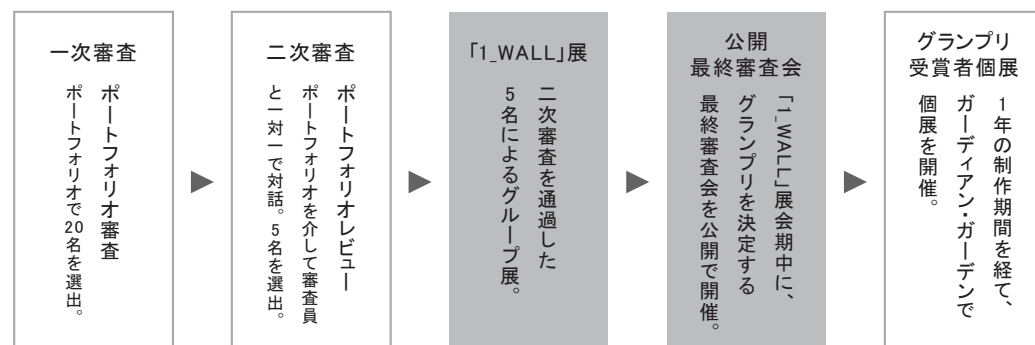 一次審査
ポートフォリオ審査
ポートフォリオで20名を選出。
二次審査
ポートフォリオレビュー
ポートフォリオを介して審査員
と一対一で対話。5名を選出。
「1_WALL」展
二次審査を通過した
5名によるグループ展。
公開
最終審査会
「1_WALL」展会期中に、
グランプリを決定する
最終審査会を公開で開催。
グランプリ
受賞者個展
1年の制作期間を経て、
ガーディアン・ガーデンで
個展を開催。